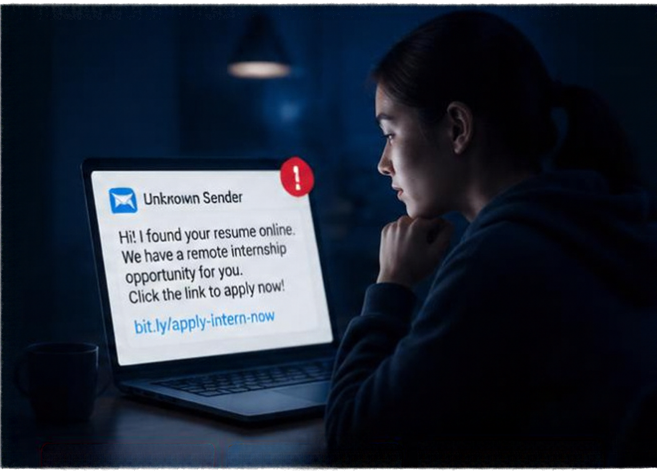 !
Unknown Sender
Hi! I found your resume online.
We have a remote internship
opportunity for you.
Click the link to apply now!
bit.ly/apply-intern-now